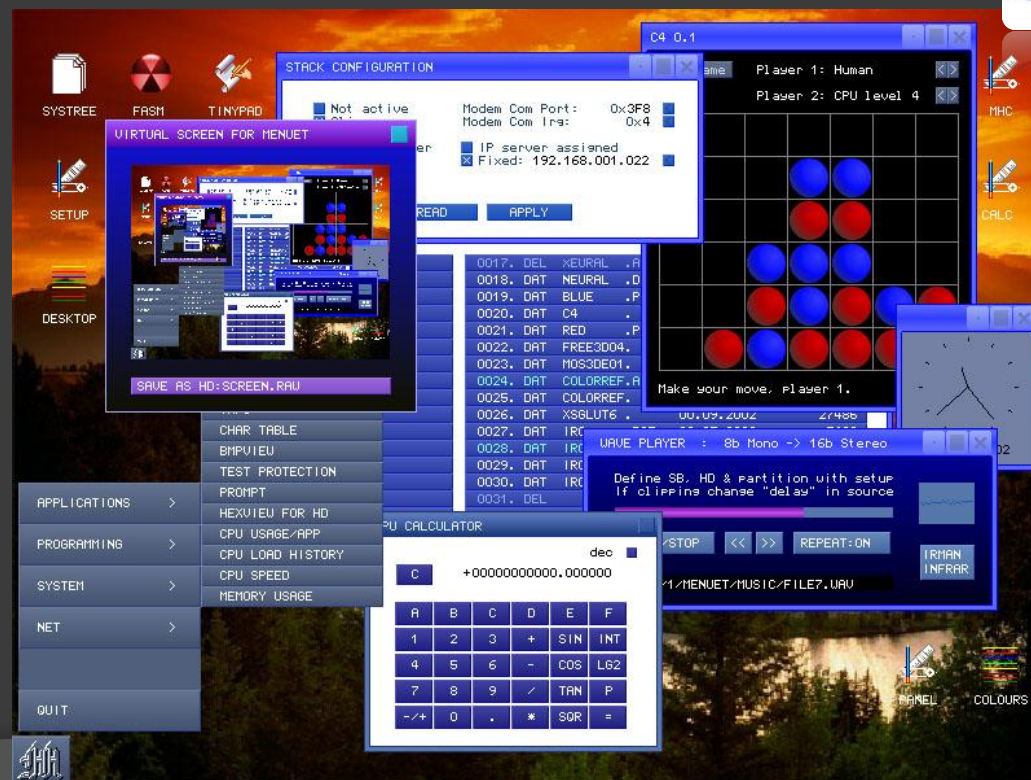 SYSTREE
FASM
TINYPAD
SETUP
DESKTOP
MHC
CALC
PANEL
COLOURS
STACK CONFIGURATION
Not active
Modem Com Port: 0x3F8
Modem Com Irq: 0x4
IP server assigned
Fixed: 192.168.001.022
READ
APPLY
C4 0.1
Player 1: Human
< >
Player 2: CPU level 4
< >
Make your move, player 1.
VIRTUAL SCREEN FOR MENUET
SAVE AS HD:SCREEN.RAW
0017. DEL XEURAL .A
0018. DAT NEURAL .D
0019. DAT BLUE .P
0020. DAT C4 .
0021. DAT RED .P
0022. DAT FREE3D04.
0023. DAT MOS3DE01.
0024. DAT COLORREF.A
0025. DAT COLORREF.
0026. DAT XSGLUT6 . 00.09.2002 27486
0027. DAT IRC
0028. DAT IRC
0029. DAT IRC
0030. DAT IRC
0031. DEL
WAVE PLAYER : 8b Mono -> 16b Stereo
Define SB, HD & partition with setup
If clipping change "delay" in source
/STOP
<<
>>
REPEAT:ON
IRMAN
INFRAR
/1/MENUET/MUSIC/FILE7.WAV
CHAR TABLE
BMPVIEW
TEST PROTECTION
PROMPT
HEXVIEW FOR HD
CPU USAGE/APP
CPU LOAD HISTORY
CPU SPEED
MEMORY USAGE
APPLICATIONS >
PROGRAMMING >
SYSTEM >
NET >
QUIT
PU CALCULATOR
dec
C +00000000000.000000
A B C D E F
1 2 3 + SIN INT
4 5 6 - COS LG2
7 8 9 / TAN P
-/+ 0 . * SQR =